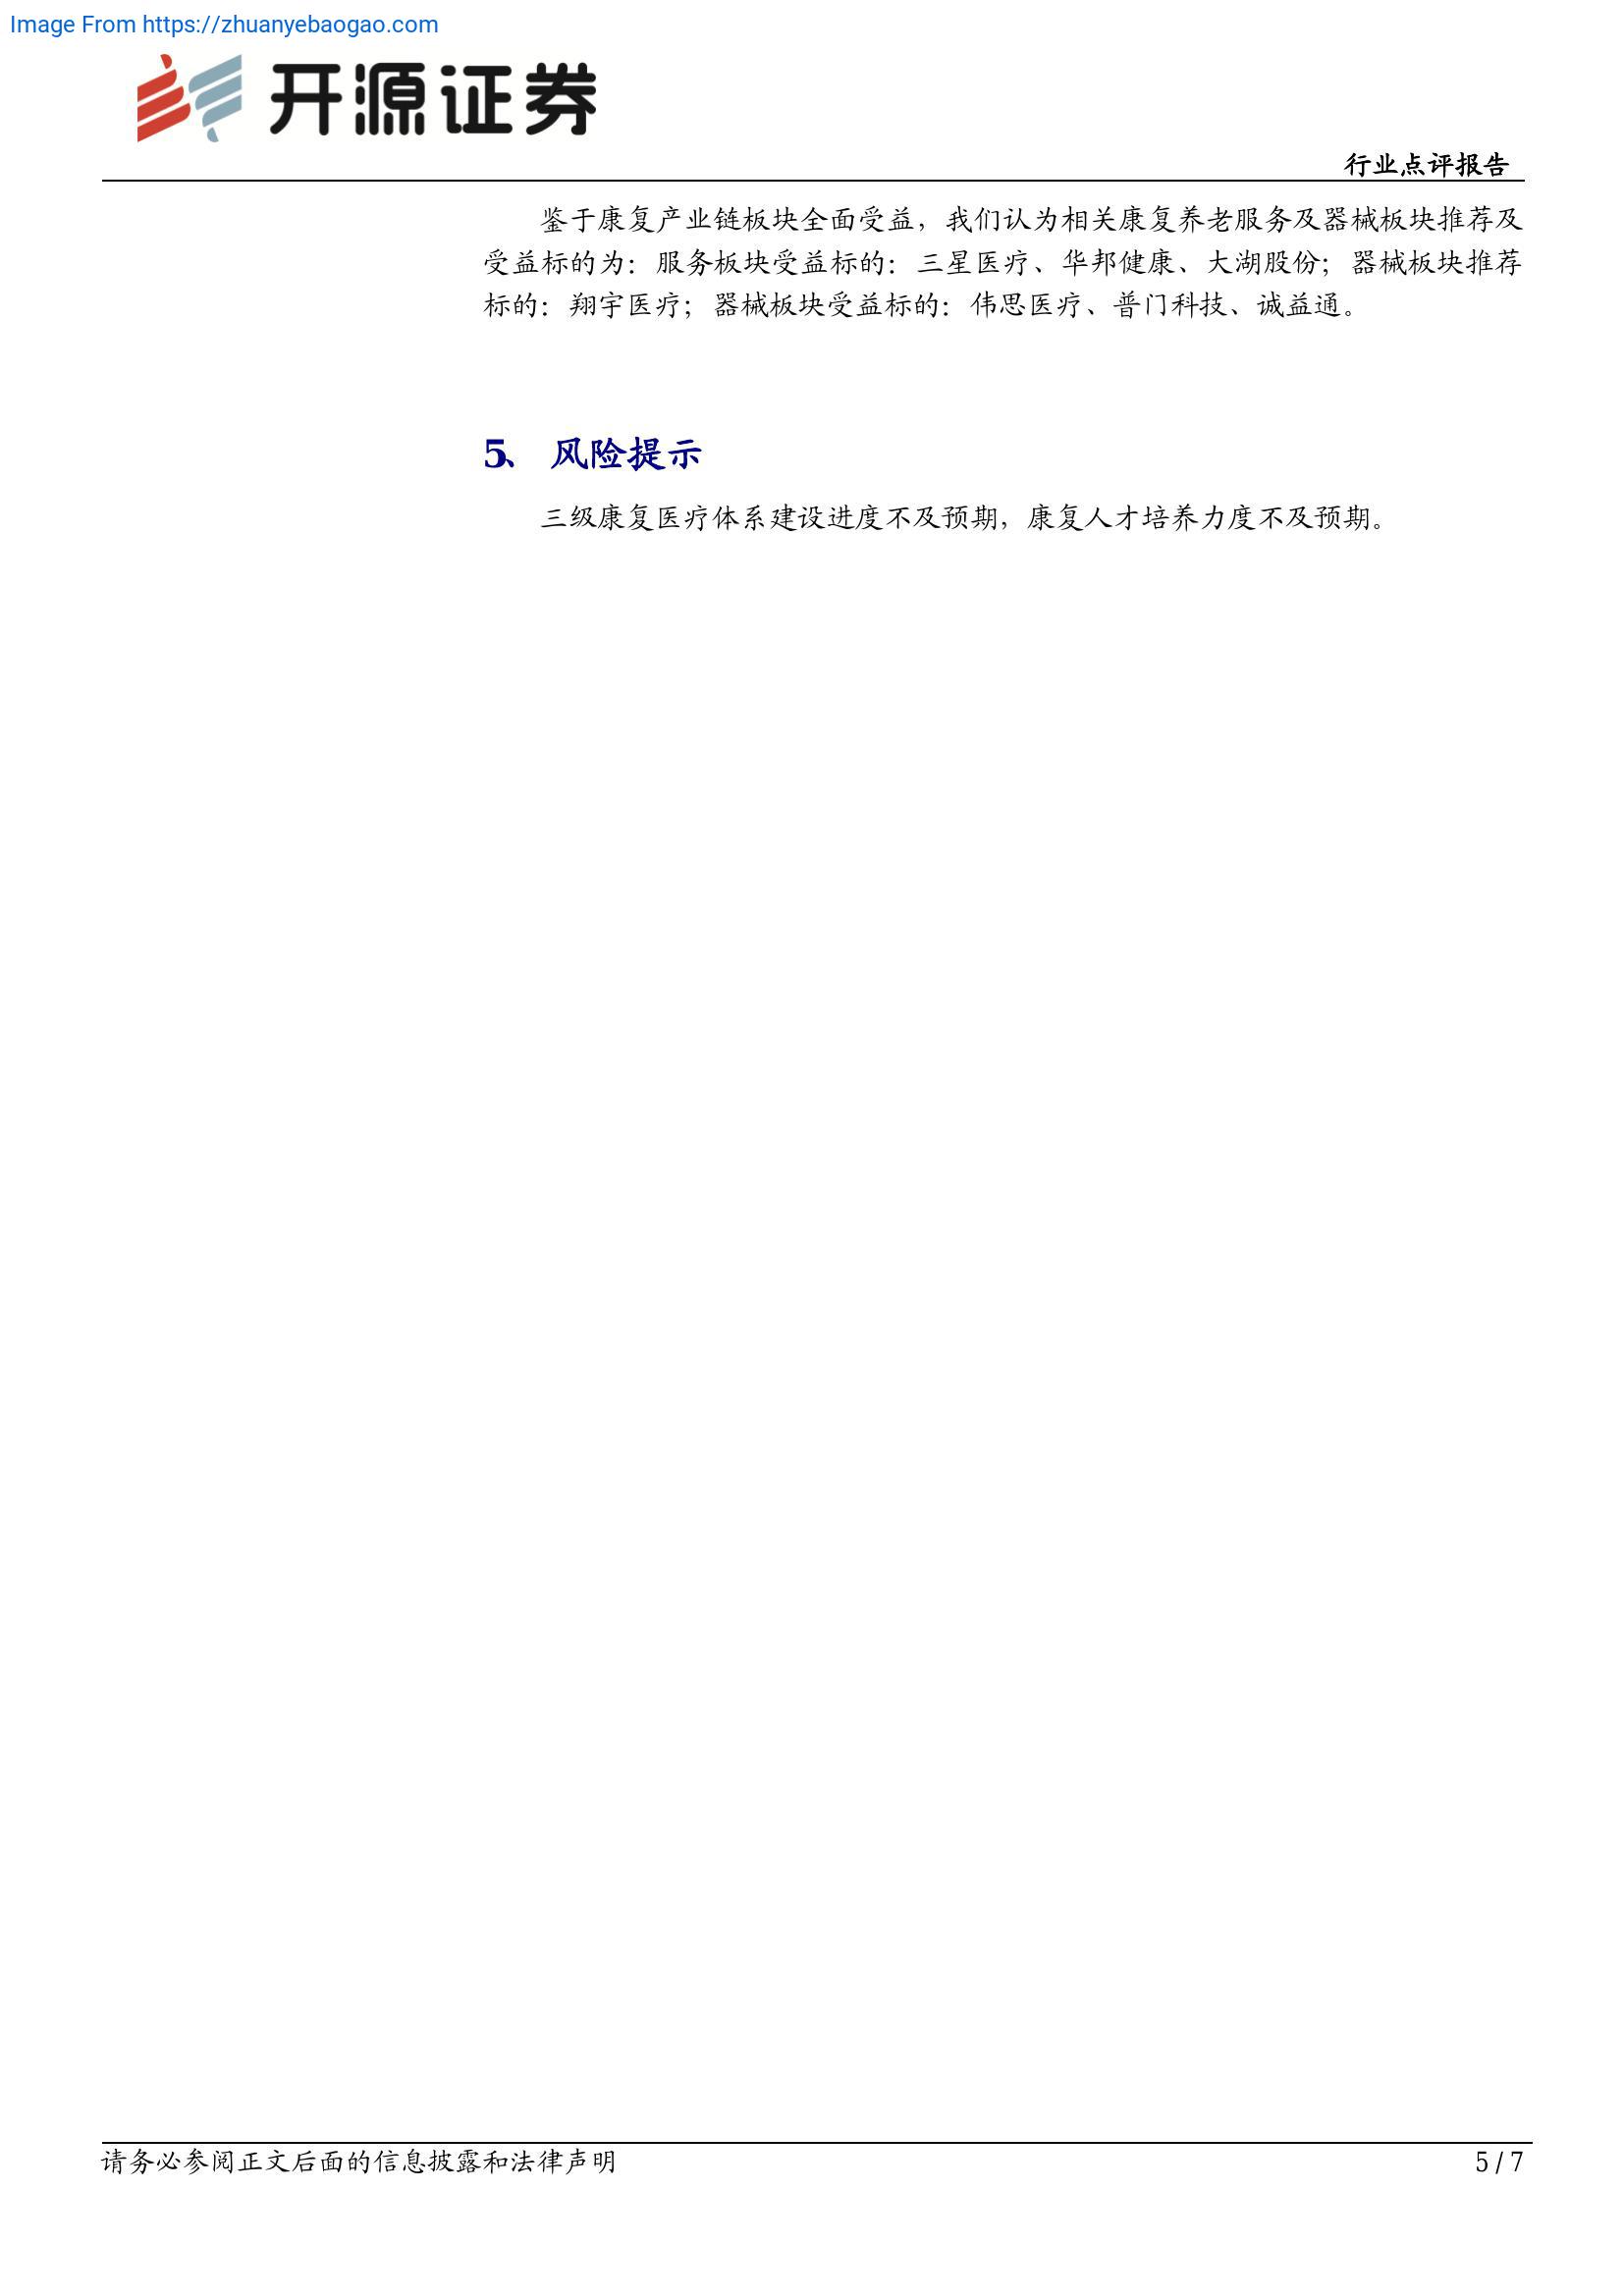 Image From https://zhuanyebaogao.com
开源证券
行业点评报告
鉴于康复产业链板块全面受益，我们认为相关康复养老服务及器械板块推荐及
受益标的为：服务板块受益标的：三星医疗、华邦健康、大湖股份；器械板块推荐
标的：翔宇医疗；器械板块受益标的：伟思医疗、普门科技、诚益通。
5、 风险提示
三级康复医疗体系建设进度不及预期，康复人才培养力度不及预期。
请务必参阅正文后面的信息披露和法律声明
5 / 7